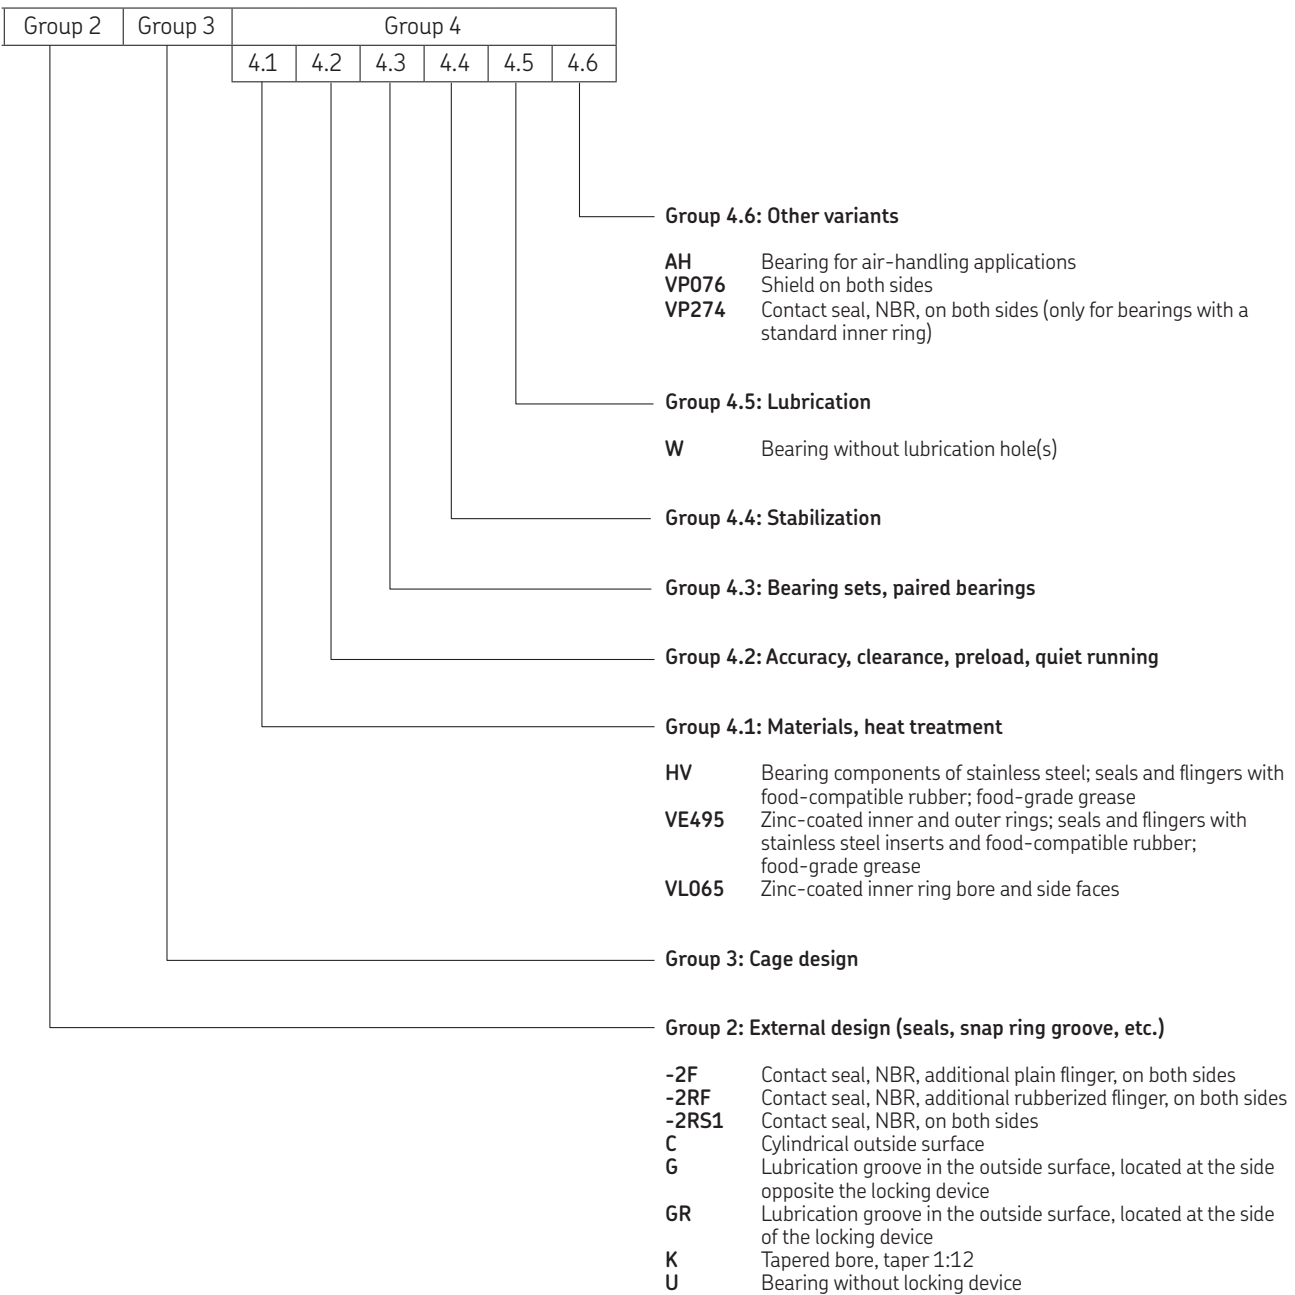 Group 2 Group 3 Group 4
4.1 4.2 4.3 4.4 4.5 4.6
Group 4.6: Other variants
AH Bearing for air-handling applications
VP076 Shield on both sides
VP274 Contact seal, NBR, on both sides (only for bearings with a
standard inner ring)
Group 4.5: Lubrication
W Bearing without lubrication hole(s)
Group 4.4: Stabilization
Group 4.3: Bearing sets, paired bearings
Group 4.2: Accuracy, clearance, preload, quiet running
Group 4.1: Materials, heat treatment
HV Bearing components of stainless steel; seals and flingers with
food-compatible rubber; food-grade grease
VE495 Zinc-coated inner and outer rings; seals and flingers with
stainless steel inserts and food-compatible rubber;
food-grade grease
VL065 Zinc-coated inner ring bore and side faces
Group 3: Cage design
Group 2: External design (seals, snap ring groove, etc.)
-2F Contact seal, NBR, additional plain flinger, on both sides
-2RF Contact seal, NBR, additional rubberized flinger, on both sides
-2RS1 Contact seal, NBR, on both sides
C Cylindrical outside surface
G Lubrication groove in the outside surface, located at the side
opposite the locking device
GR Lubrication groove in the outside surface, located at the side
of the locking device
K Tapered bore, taper 1:12
U Bearing without locking device